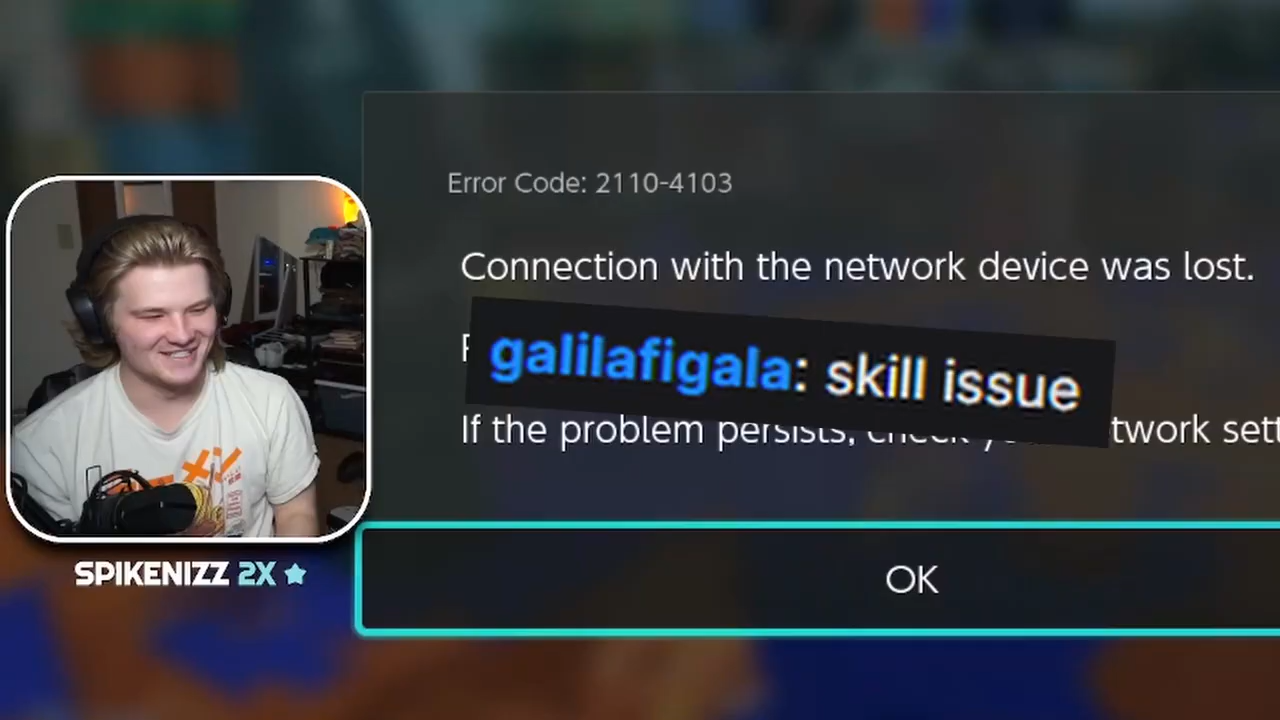 Error Code: 2110-4103
Connection with the network device was lost.
galilafigala: skill issue
If the problem persists, check
OK
SPIKENIZZ 2X